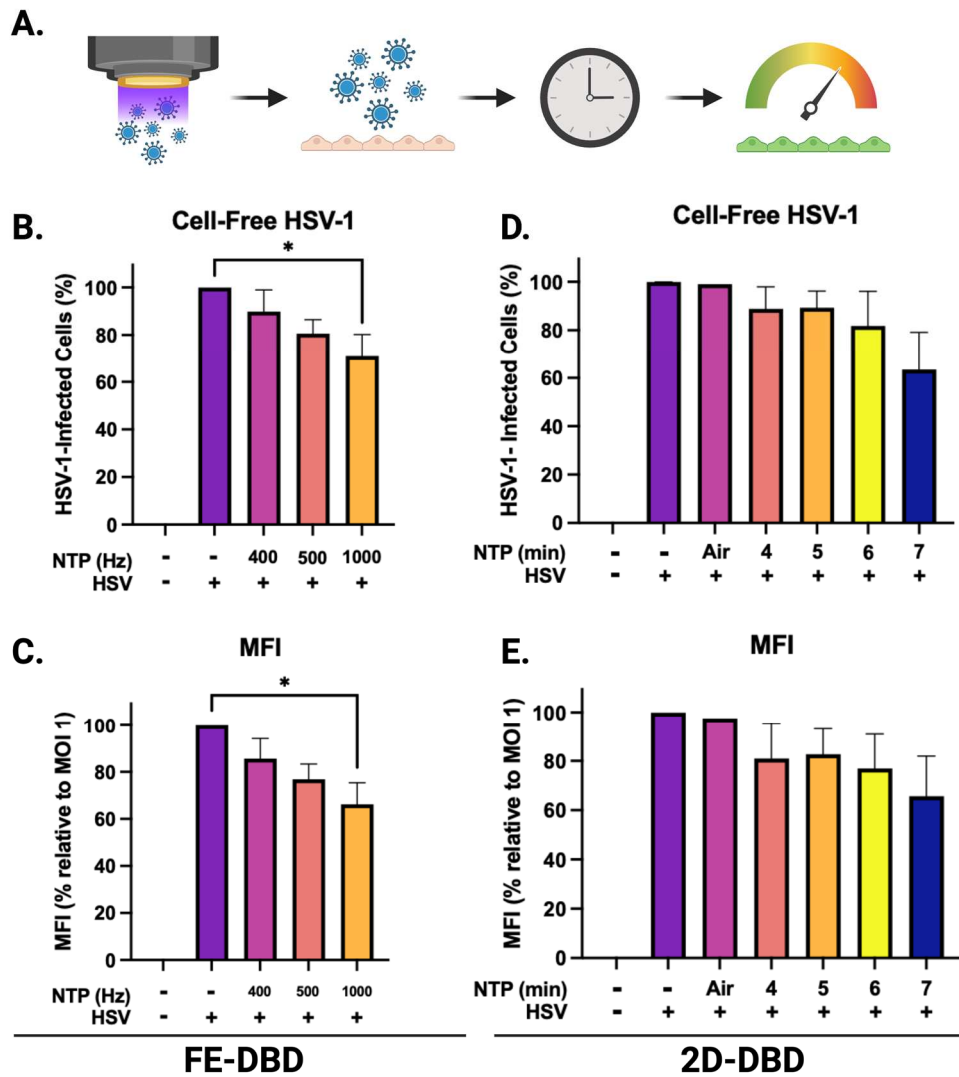 A.
B.
Cell-Free HSV-1
*
HSV-1-Infected Cells (%)
100
80
60
40
20
0
NTP (Hz) - - 400 500 1000
HSV - + + + +
D.
Cell-Free HSV-1
HSV-1- Infected Cells (%)
100
80
60
40
20
0
NTP (min) - - Air 4 5 6 7
HSV - + + + + + +
C.
MFI
*
MFI (% relative to MOI 1)
100
80
60
40
20
0
NTP (Hz) - - 400 500 1000
HSV - + + + +
FE-DBD
E.
MFI
MFI (% relative to MOI 1)
100
80
60
40
20
0
NTP (min) - - Air 4 5 6 7
HSV - + + + + + +
2D-DBD